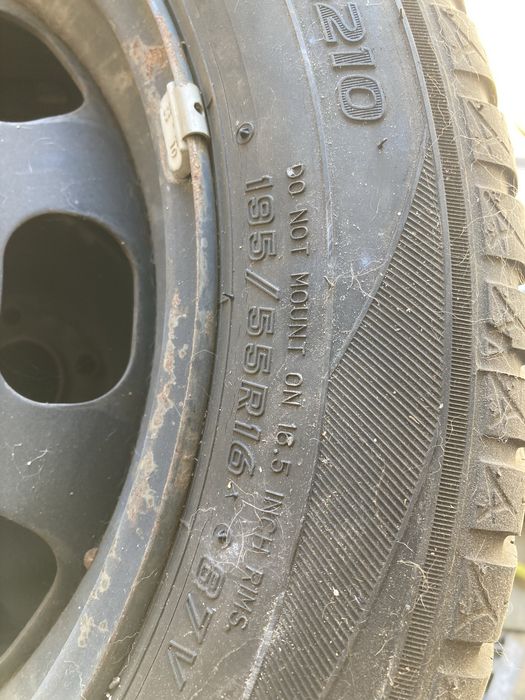 210
DO NOT MOUNT ON 16.5 INCH RIMS.
195/55R16 87V